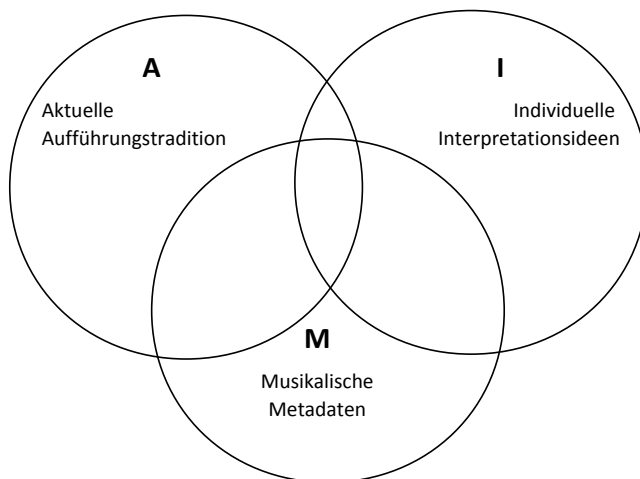 A
Aktuelle
Aufführungstradition
I
Individuelle
Interpretationsideen
M
Musikalische
Metadaten